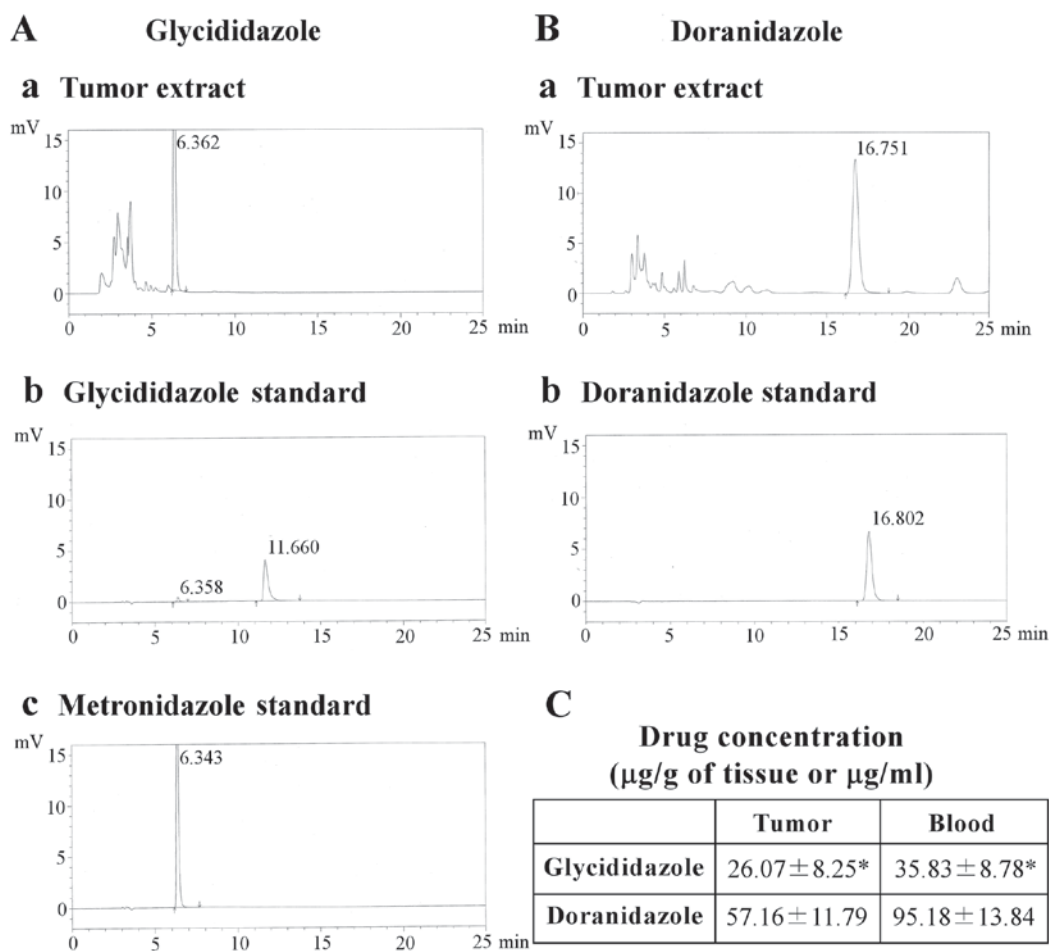 A Glycididazole
a Tumor extract
mV
15
10
5
0
6.362
0 5 10 15 20 25 min
b Glycididazole standard
mV
15
10
5
0
6.358
11.660
0 5 10 15 20 25 min
c Metronidazole standard
mV
15
10
5
0
6.343
0 5 10 15 20 25 min
B Doranidazole
a Tumor extract
mV
15
10
5
0
16.751
0 5 10 15 20 25 min
b Doranidazole standard
mV
15
10
5
0
16.802
0 5 10 15 20 25 min
C
Drug concentration
(μg/g of tissue or μg/ml)
Tumor Blood
Glycididazole 26.07±8.25* 35.83±8.78*
Doranidazole 57.16±11.79 95.18±13.84